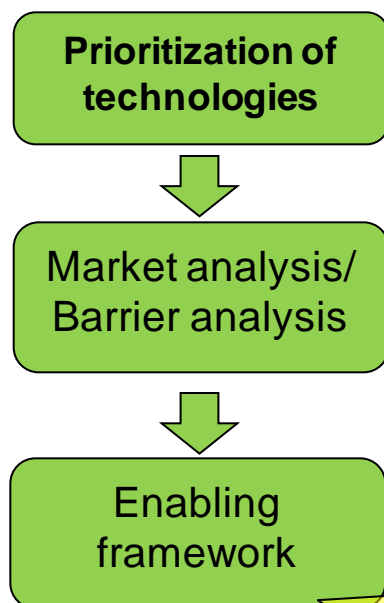 Prioritization of
technologies
Market analysis/
Barrier analysis
Enabling
framework